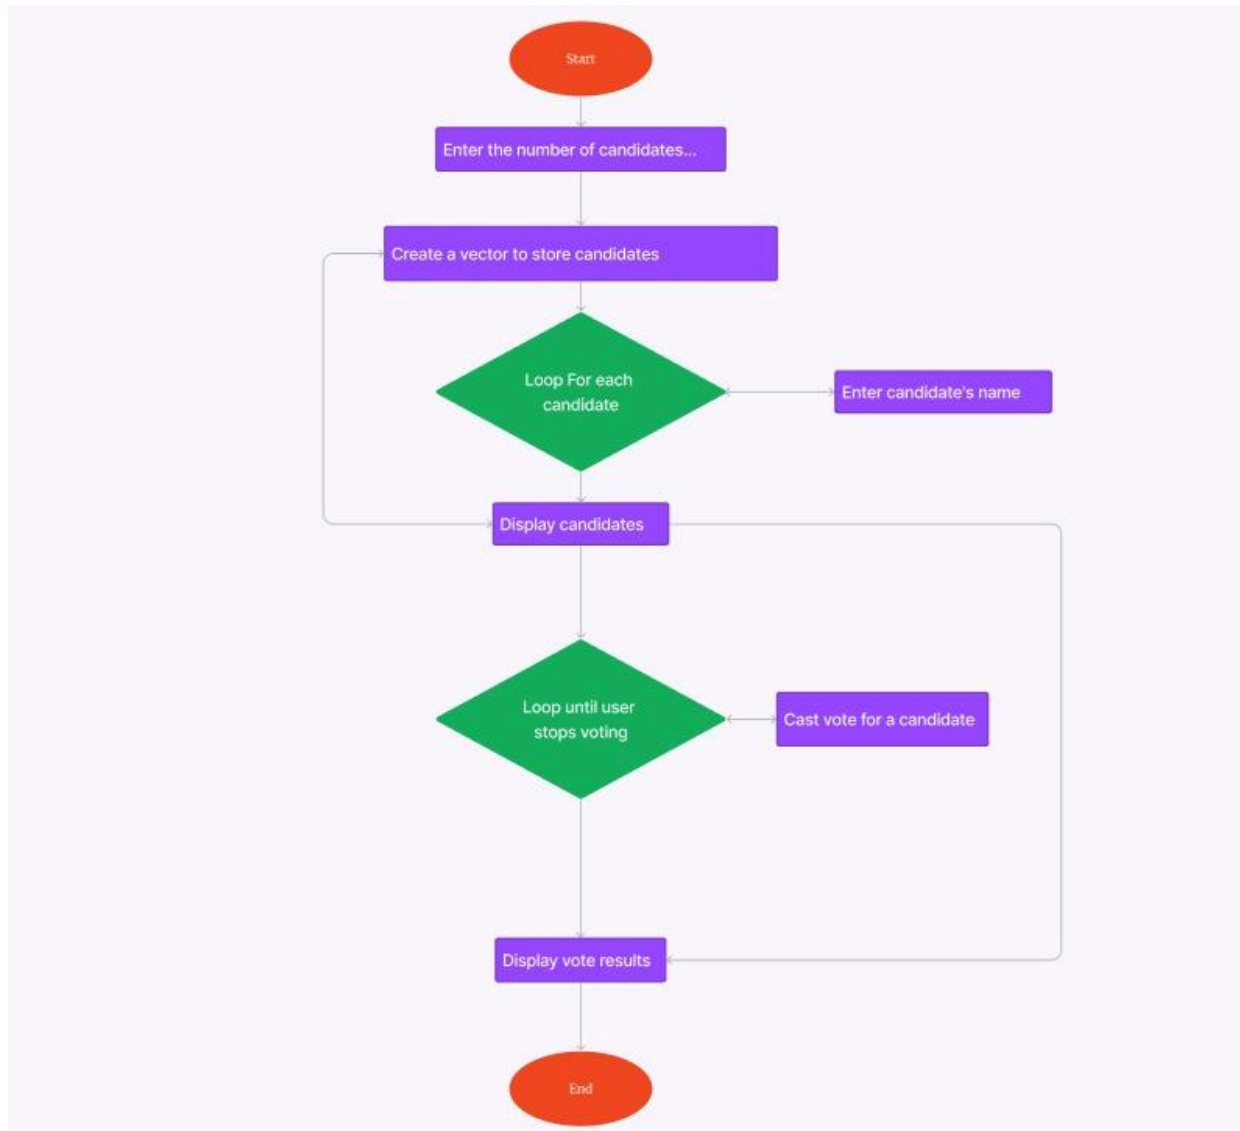 Start
Enter the number of candidates...
Create a vector to store candidates
Loop For each
candidate
Enter candidate's name
Display candidates
Loop until user
stops voting
Cast vote for a candidate
Display vote results
End